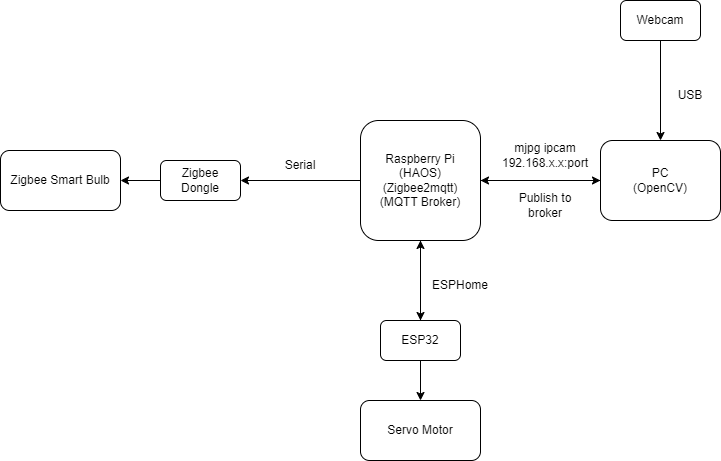 Webcam
USB
mjpg ipcam
192.168.x.x:port
Raspberry Pi
(HAOS)
(Zigbee2mqtt)
(MQTT Broker)
PC
(OpenCV)
Serial
Zigbee
Dongle
Zigbee Smart Bulb
Publish to
broker
ESPHome
ESP32
Servo Motor